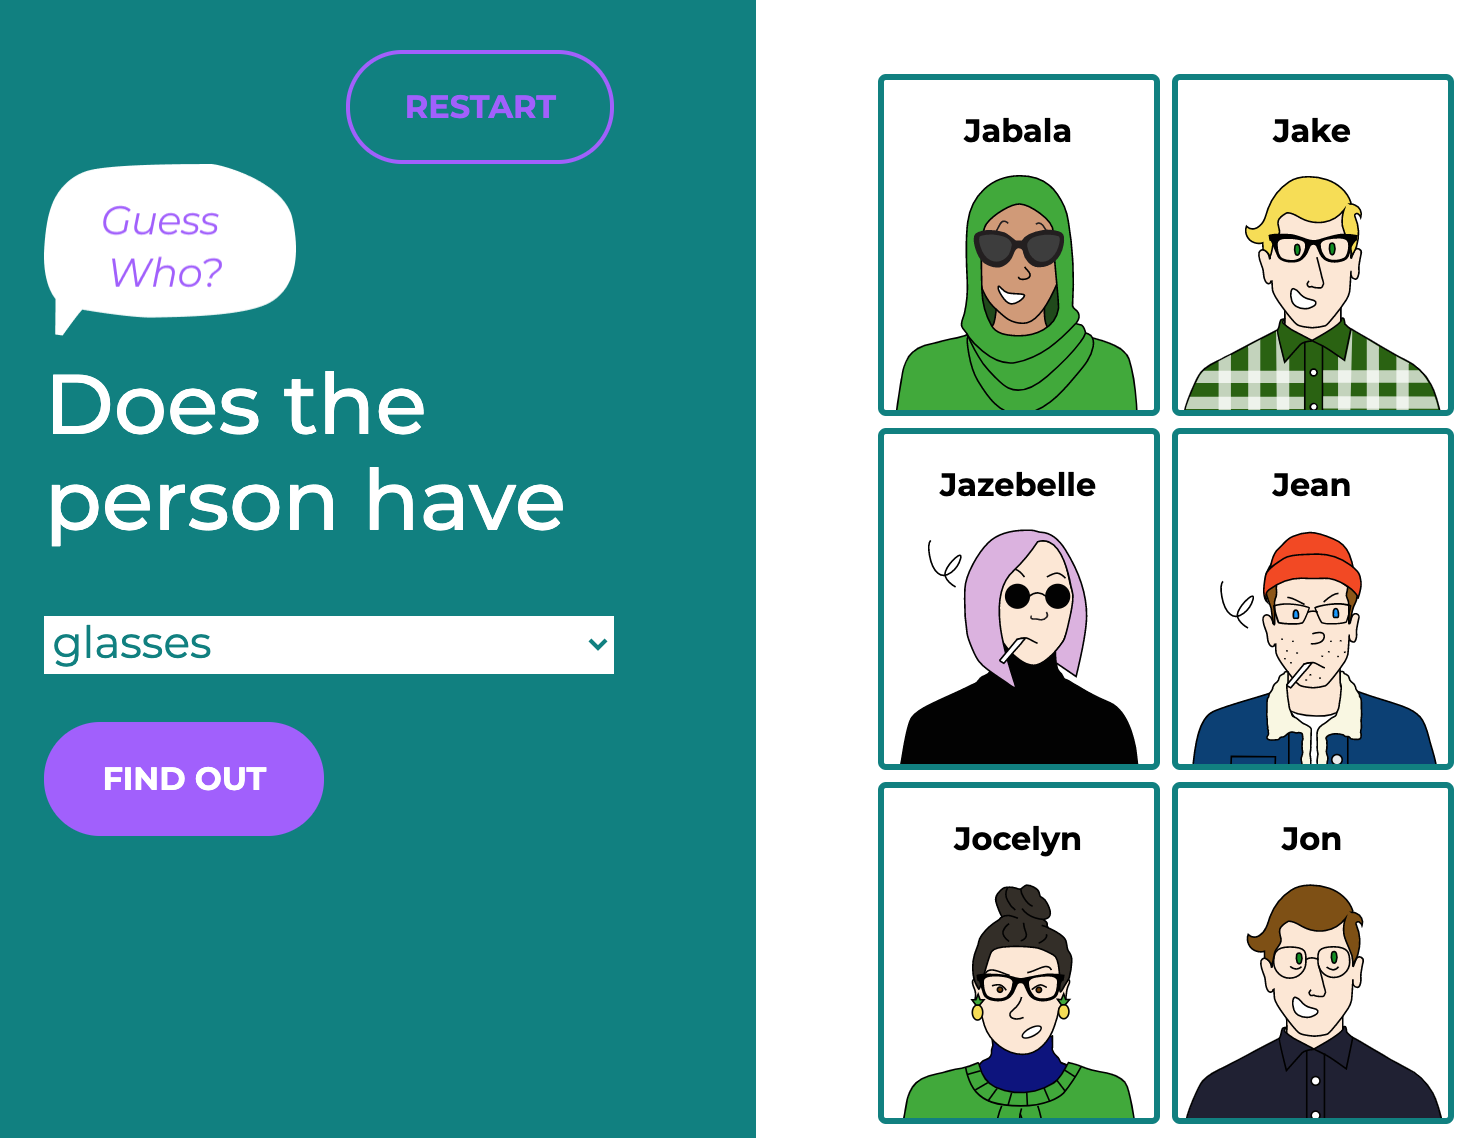 RESTART
Guess
Who?
Does the
person have
glasses
FIND OUT
Jabala
Jake
Jazebelle
Jean
Jocelyn
Jon